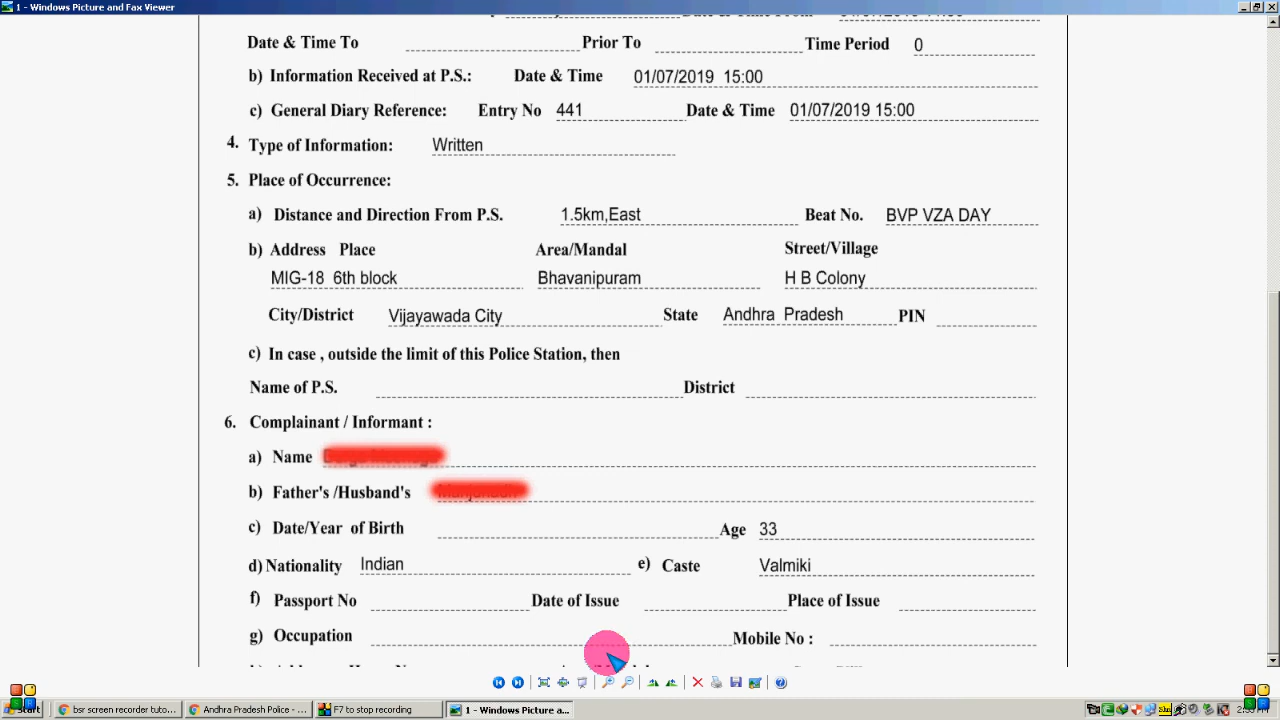 1 - Windows Picture and Fax Viewer
Date & Time To Prior To Time Period 0
b) Information Received at P.S.: Date & Time 01/07/2019 15:00
c) General Diary Reference: Entry No 441 Date & Time 01/07/2019 15:00
4. Type of Information: Written
5. Place of Occurrence:
a) Distance and Direction From P.S. 1.5km,East Beat No. BVP VZA DAY
b) Address Place Area/Mandal Street/Village
MIG-18 6th block Bhavanipuram H B Colony
City/District Vijayawada City State Andhra Pradesh PIN
c) In case , outside the limit of this Police Station, then
Name of P.S. District
6. Complainant / Informant :
a) Name
b) Father's /Husband's
c) Date/Year of Birth Age 33
d) Nationality Indian e) Caste Valmiki
f) Passport No Date of Issue Place of Issue
g) Occupation Mobile No :
bsr screen recorder tuto... Andhra Pradesh Police - ... F7 to stop recording 1 - Windows Picture a...